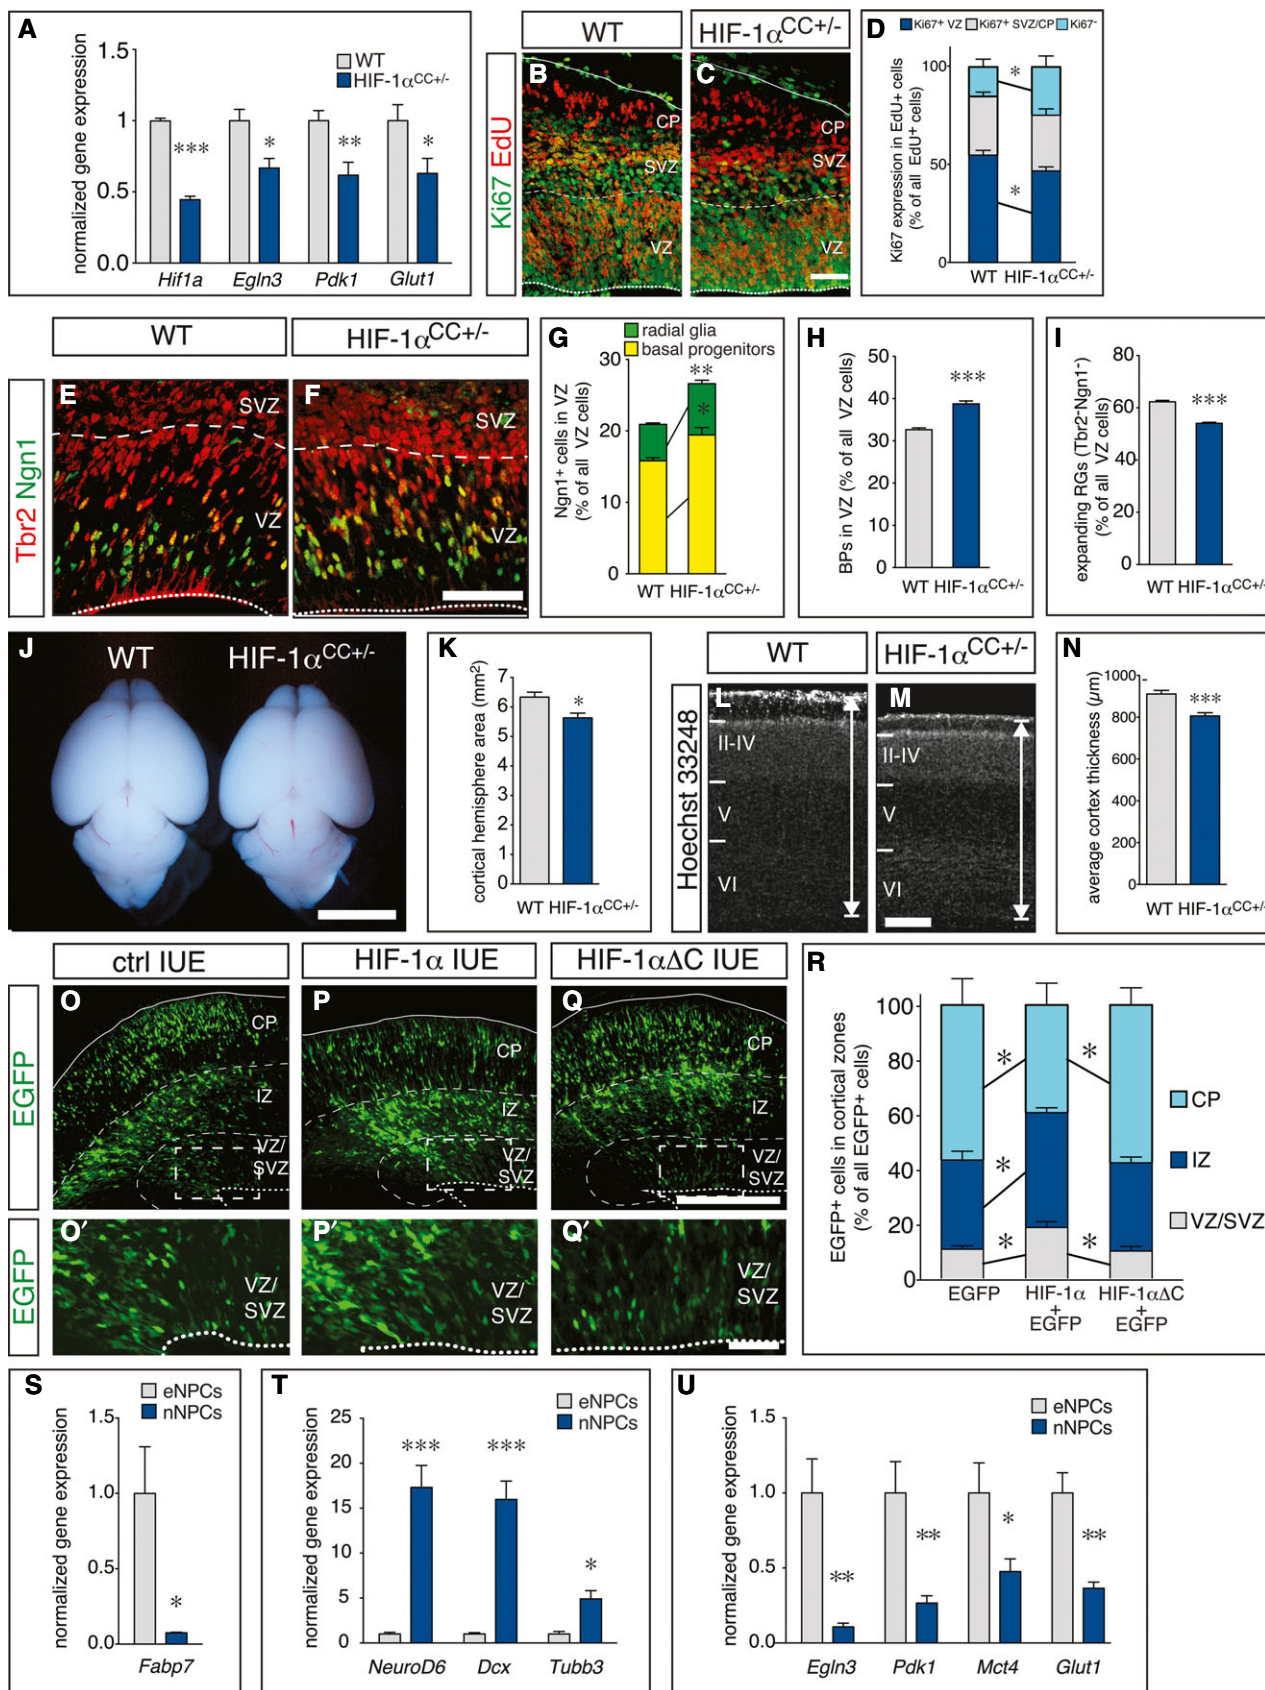 A
normalized gene expression
1.5
1
0.5
0.0
WT
HIF-1αCC+/-
***
*
**
*
Hif1a Egln3 Pdk1 Glut1
WT
HIF-1αCC+/-
Ki67 EdU
B
CP
SVZ
VZ
C
CP
SVZ
VZ
D
Ki67+ VZ Ki67+ SVZ/CP Ki67-
Ki67 expression in EdU+ cells
(% of all EdU+ cells)
100
50
0
*
*
WT HIF-1αCC+/-
WT
HIF-1αCC+/-
Tbr2 Ngn1
E
SVZ
VZ
F
SVZ
VZ
G
radial glia
basal progenitors
Ngn1+ cells in VZ
(% of all VZ cells)
30
20
10
0
**
*
WT HIF-1αCC+/-
H
BPs in VZ (% of all VZ cells)
50
40
30
20
10
0
***
WT HIF-1αCC+/-
I
expanding RGs (Tbr2-Ngn1-)
(% of all VZ cells)
80
60
40
20
0
***
WT HIF-1αCC+/-
J
WT
HIF-1αCC+/-
K
cortical hemisphere area (mm2)
7
6
5
4
3
2
1
0
*
WT HIF-1αCC+/-
WT
HIF-1αCC+/-
Hoechst 33248
L
II-IV
V
VI
M
II-IV
V
VI
N
average cortex thickness (µm)
1000
800
600
400
200
0
***
WT HIF-1αCC+/-
ctrl IUE
HIF-1α IUE
HIF-1αΔC IUE
EGFP
O
CP
IZ
VZ/
SVZ
P
CP
IZ
VZ/
SVZ
Q
CP
IZ
VZ/
SVZ
EGFP
O'
VZ/
SVZ
P'
VZ/
SVZ
Q'
VZ/
SVZ
R
EGFP+ cells in cortical zones
(% of all EGFP+ cells)
100
80
60
40
20
0
* *
*
* *
CP
IZ
VZ/SVZ
EGFP
HIF-1α
+
EGFP
HIF-1αΔC
+
EGFP
S
eNPCs
nNPCs
normalized gene expression
1.5
1.0
0.5
0.0
*
Fabp7
T
eNPCs
nNPCs
normalized gene expression
25
20
15
10
5
0
***
***
*
NeuroD6 Dcx Tubb3
U
eNPCs
nNPCs
normalized gene expression
1.5
1.0
0.5
0.0
**
**
*
**
Egln3 Pdk1 Mct4 Glut1